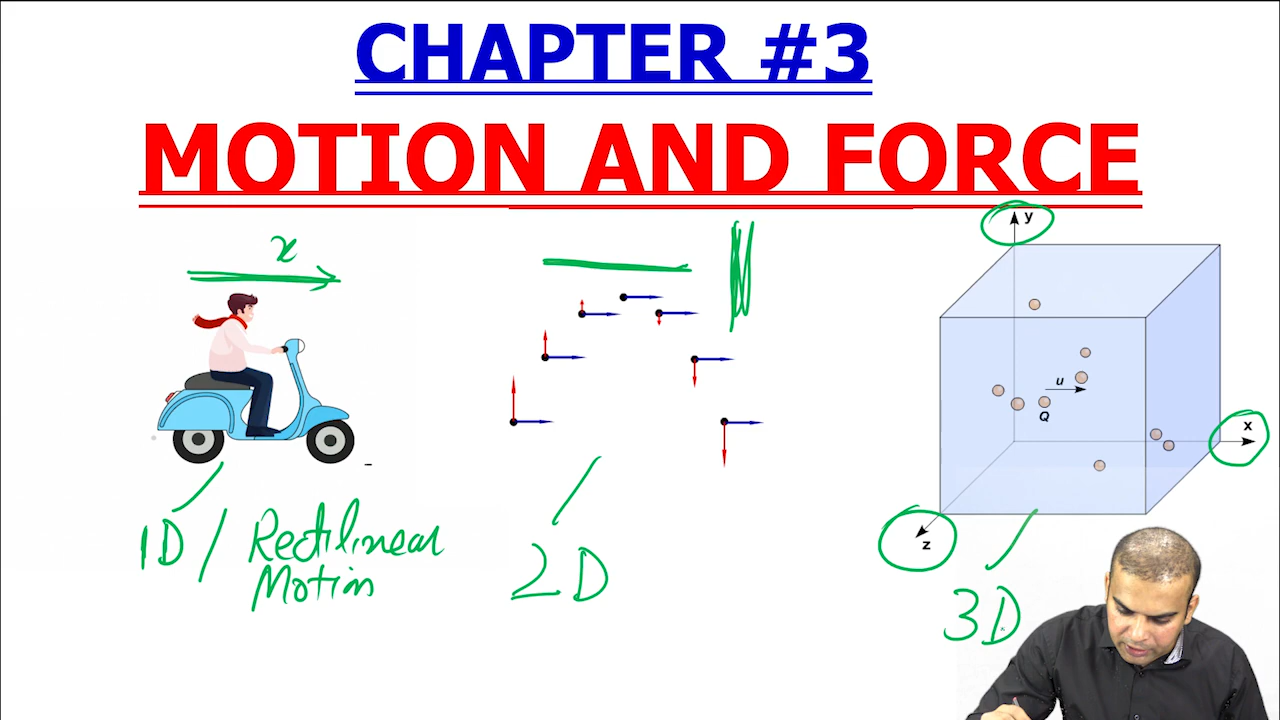 CHAPTER #3
MOTION AND FORCE
x
y
u
Q
x
z
1D / Rectilinear
Motion
2D
3D